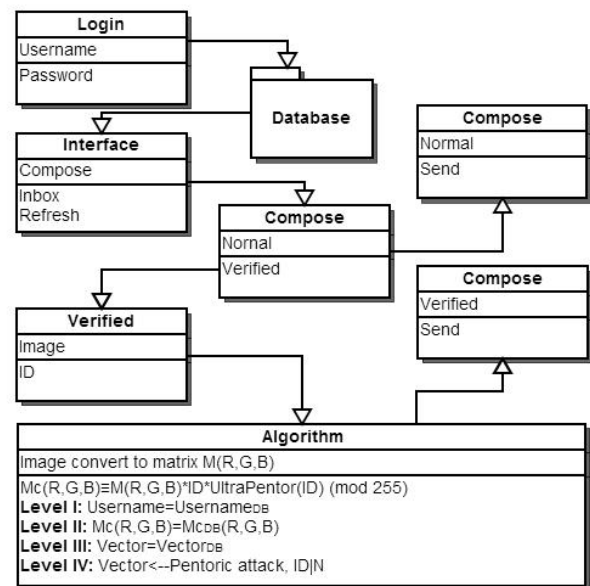 Login
Username
Password
Database
Interface
Compose
Inbox
Refresh
Compose
Normal
Send
Compose
Nornal
Verified
Compose
Verified
Send
Verified
Image
ID
Algorithm
Image convert to matrix M(R,G,B)
Mc(R,G,B)≡M(R,G,B)*ID*UltraPentor(ID) (mod 255)
Level I: Username=UsernameDB
Level II: Mc(R,G,B)=McDB(R,G,B)
Level III: Vector=VectorDB
Level IV: Vector<--Pentoric attack, ID|N